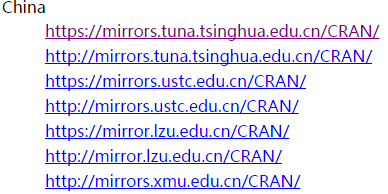 China
https://mirrors.tuna.tsinghua.edu.cn/CRAN/
http://mirrors.tuna.tsinghua.edu.cn/CRAN/
https://mirrors.ustc.edu.cn/CRAN/
http://mirrors.ustc.edu.cn/CRAN/
https://mirror.lzu.edu.cn/CRAN/
http://mirror.lzu.edu.cn/CRAN/
http://mirrors.xmu.edu.cn/CRAN/